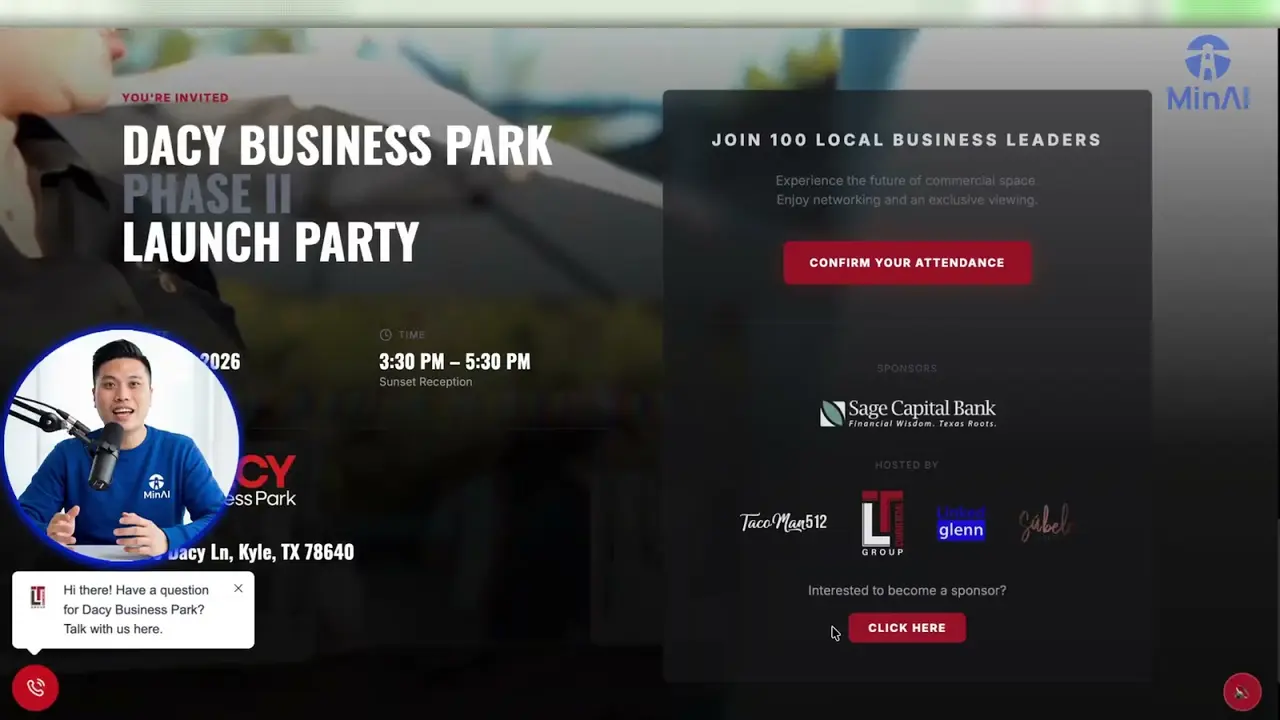 YOU'RE INVITED
DACY BUSINESS PARK
PHASE II
LAUNCH PARTY
TIME
2026
3:30 PM – 5:30 PM
Sunset Reception
CY
ess Park
Dacy Ln, Kyle, TX 78640
MinAI
Hi there! Have a question
for Dacy Business Park?
Talk with us here.
MinAI
JOIN 100 LOCAL BUSINESS LEADERS
Experience the future of commercial space.
Enjoy networking and an exclusive viewing.
CONFIRM YOUR ATTENDANCE
SPONSORS
Sage Capital Bank
Financial Wisdom. Texas Roots.
HOSTED BY
TacoMan512
GROUP
glenn
Interested to become a sponsor?
CLICK HERE